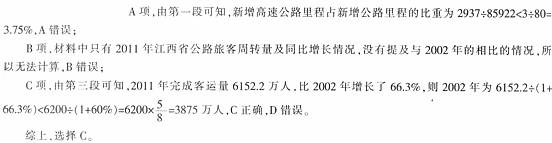 A 项,由第一段可知,新增高速公路里程占新增公路里程的比重为 2937÷85922<3÷80=
3.75%,A 错误;
B 项,材料中只有 2011 年江西省公路旅客周转量及同比增长情况,没有提及与 2002 年的相比的情况,所
以无法计算,B 错误;
C 项,由第三段可知,2011 年完成客运量 6152.2 万人,比 2002 年增长了 66.3%,则 2002 年为 6152.2÷(1+
66.3%)<6200÷(1+60%)=6200×5/8=3875 万人,C 正确,D 错误。
综上,选择 C。